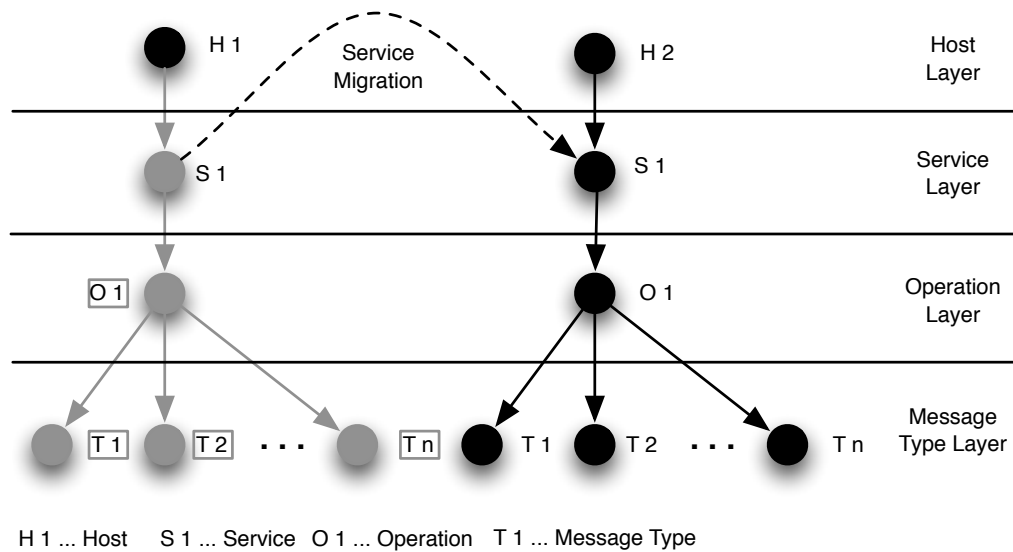 H 1
Service
Migration
H 2
Host
Layer
S 1
S 1
Service
Layer
O 1
O 1
Operation
Layer
T 1
T 2
. . .
T n
T 1
T 2
. . .
T n
Message
Type Layer
H 1 ... Host S 1 ... Service O 1 ... Operation T 1 ... Message Type